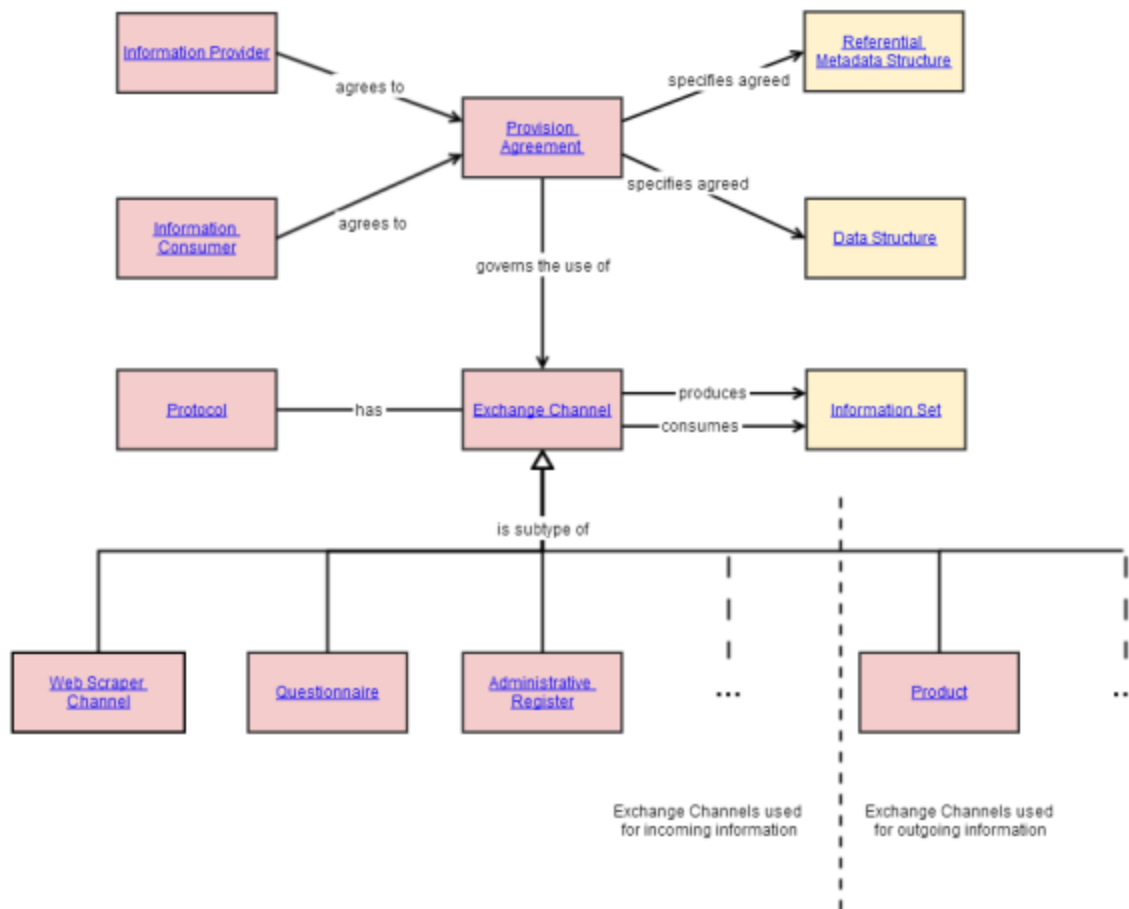 Information Provider
Referential
Metadata Structure
agrees to
specifies agreed
Provision
Agreement
specifies agreed
Information
Consumer
agrees to
Data Structure
governs the use of
Protocol
has
Exchange Channel
produces
consumes
Information Set
is subtype of
Web Scraper
Channel
Questionnaire
Administrative
Register
...
Product
..
Exchange Channels used
for incoming information
Exchange Channels used
for outgoing information